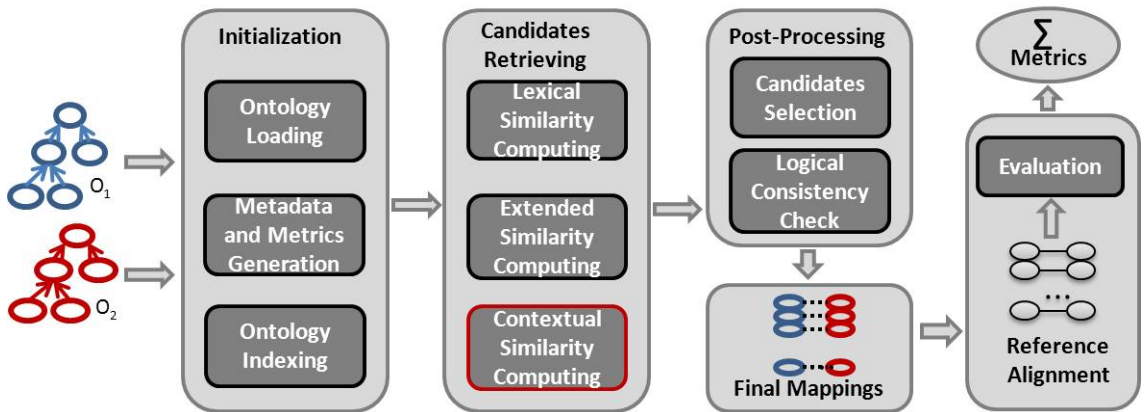 O1
O2
Initialization
Ontology
Loading
Metadada
and Metrics
Generation
Ontology
Indexing
Candidates
Retrieving
Lexical
Similarity
Computing
Extended
Similarity
Computing
Contextual
Similarity
Computing
Post-Processing
Candidates
Selection
Logical
Consistency
Check
Final Mappings
Σ
Metrics
Evaluation
...
Reference
Alignment